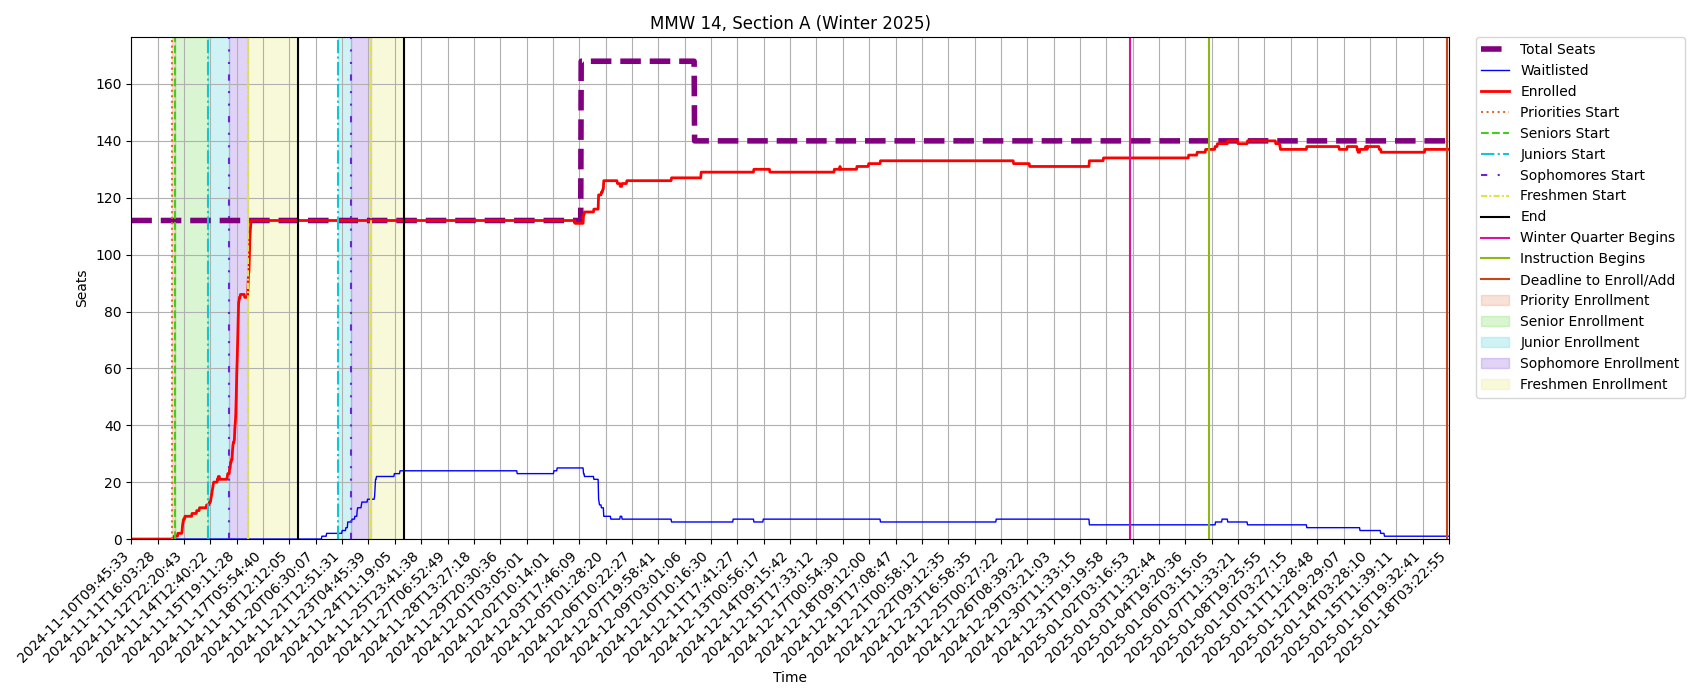 MMW 14, Section A (Winter 2025)
Seats
160
140
120
100
80
60
40
20
0
2024-11-10T09:45:33
2024-11-11T16:03:28
2024-11-12T22:20:43
2024-11-14T12:40:22
2024-11-15T19:11:28
2024-11-17T05:54:40
2024-11-18T12:12:05
2024-11-20T06:30:07
2024-11-21T12:51:31
2024-11-23T04:45:39
2024-11-24T11:19:05
2024-11-25T23:41:38
2024-11-27T06:52:49
2024-11-28T13:27:18
2024-11-29T20:30:36
2024-12-01T03:05:01
2024-12-02T10:14:01
2024-12-03T17:46:09
2024-12-05T01:28:20
2024-12-06T10:22:27
2024-12-07T19:58:41
2024-12-09T03:01:06
2024-12-10T10:16:30
2024-12-11T17:41:27
2024-12-13T00:56:17
2024-12-14T09:15:42
2024-12-15T17:33:12
2024-12-17T00:54:30
2024-12-18T09:12:00
2024-12-19T17:08:47
2024-12-21T00:58:12
2024-12-22T09:12:35
2024-12-23T16:58:35
2024-12-25T00:27:22
2024-12-26T08:39:22
2024-12-29T03:21:03
2024-12-30T11:33:15
2024-12-31T19:19:58
2025-01-02T03:16:53
2025-01-03T11:32:44
2025-01-04T19:20:36
2025-01-06T03:15:05
2025-01-07T11:33:21
2025-01-08T19:25:55
2025-01-10T03:27:15
2025-01-11T11:28:48
2025-01-12T19:29:07
2025-01-14T03:28:10
2025-01-15T11:39:11
2025-01-16T19:32:41
2025-01-18T03:22:55
Time
Total Seats
Waitlisted
Enrolled
Priorities Start
Seniors Start
Juniors Start
Sophomores Start
Freshmen Start
End
Winter Quarter Begins
Instruction Begins
Deadline to Enroll/Add
Priority Enrollment
Senior Enrollment
Junior Enrollment
Sophomore Enrollment
Freshmen Enrollment